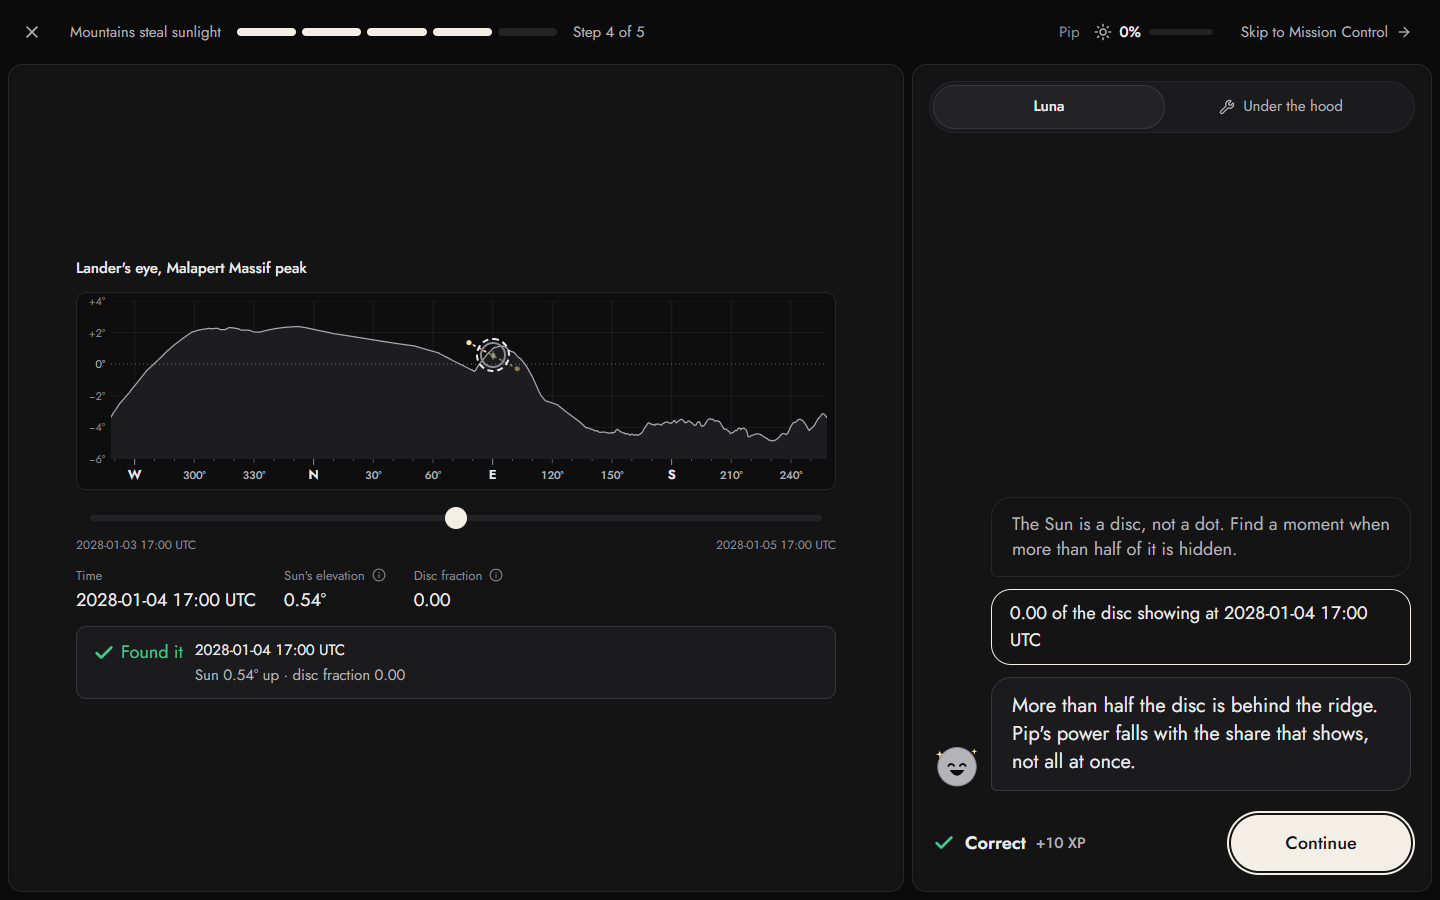 Mountains steal sunlight
Step 4 of 5
Pip
0%
Skip to Mission Control
Lander's eye, Malapert Massif peak
+4°
+2°
0°
−2°
−4°
−6°
W 300° 330° N 30° 60° E 120° 150° S 210° 240°
2028-01-03 17:00 UTC
2028-01-05 17:00 UTC
Time
Sun's elevation
Disc fraction
2028-01-04 17:00 UTC
0.54°
0.00
Found it
2028-01-04 17:00 UTC
Sun 0.54° up · disc fraction 0.00
Luna
Under the hood
The Sun is a disc, not a dot. Find a moment when
more than half of it is hidden.
0.00 of the disc showing at 2028-01-04 17:00
UTC
More than half the disc is behind the ridge.
Pip's power falls with the share that shows,
not all at once.
Correct
+10 XP
Continue